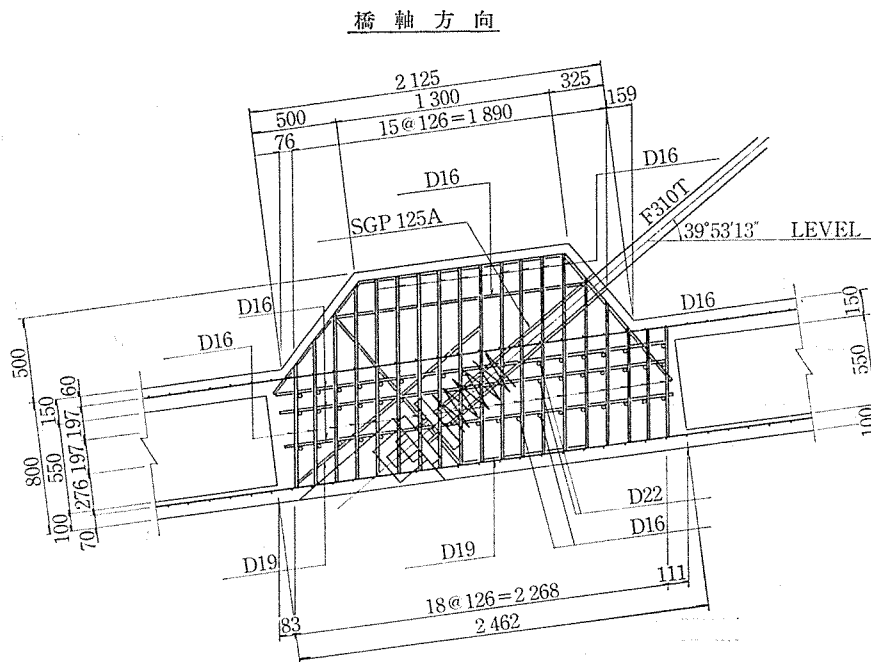 橋軸方向
2 125
500
1 300
325
76
15@126=1 890
159
D16
D16
F310T
SGP 125A
39°53′13″ LEVEL
D16
D16
D16
500
60
150
197
800
550
197
276
100
70
150
550
100
D22
D16
D19
D19
111
18@126=2 268
83
2 462